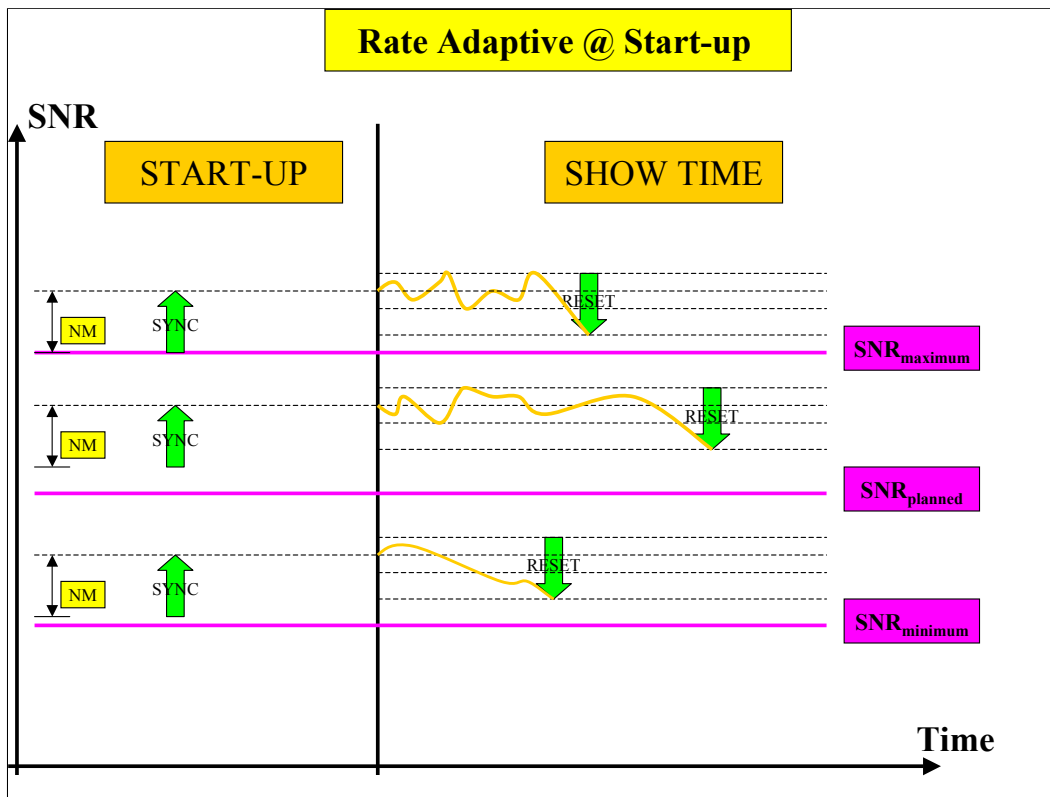 Rate Adaptive @ Start-up
SNR
START-UP
SHOW TIME
NM
SYNC
RESET
SNRmaximum
NM
SYNC
RESET
SNRplanned
NM
SYNC
RESET
SNRminimum
Time